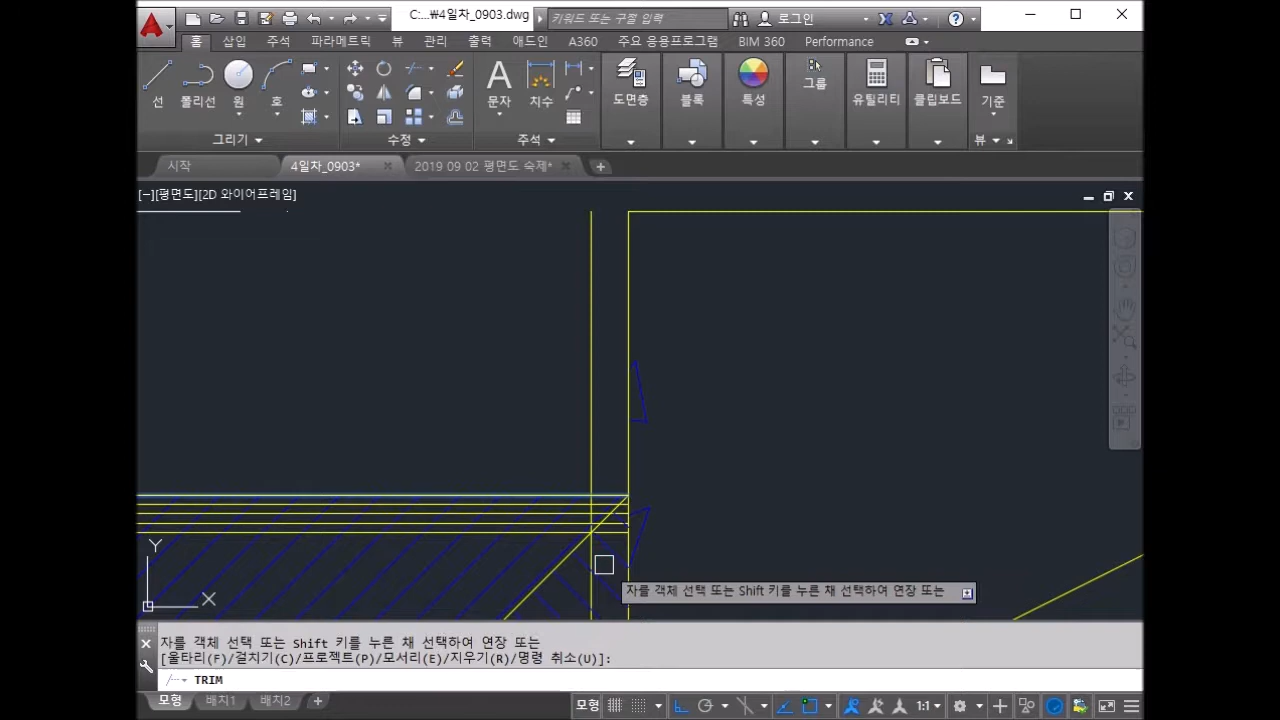 C:...₩4일차_0903.dwg
키워드 또는 구절 입력
로그인
홈 삽입 주석 파라메트릭 뷰 관리 출력 애드인 A360 주요 응용프로그램 BIM 360 Performance
선 폴리선 원 호 문자 치수 도면층 블록 특성 그룹 유틸리티 클립보드 기준
그리기 수정 주석 뷰
시작 4일차_0903* 2019 09 02 평면도 숙제*
[−][평면도][2D 와이어프레임]
Y
X
자를 객체 선택 또는 Shift 키를 누른 채 선택하여 연장 또는
자를 객체 선택 또는 Shift 키를 누른 채 선택하여 연장 또는
[울타리(F)/걸치기(C)/프로젝트(P)/모서리(E)/지우기(R)/명령 취소(U)]:
TRIM
모형 배치1 배치2 + 모형 1:1